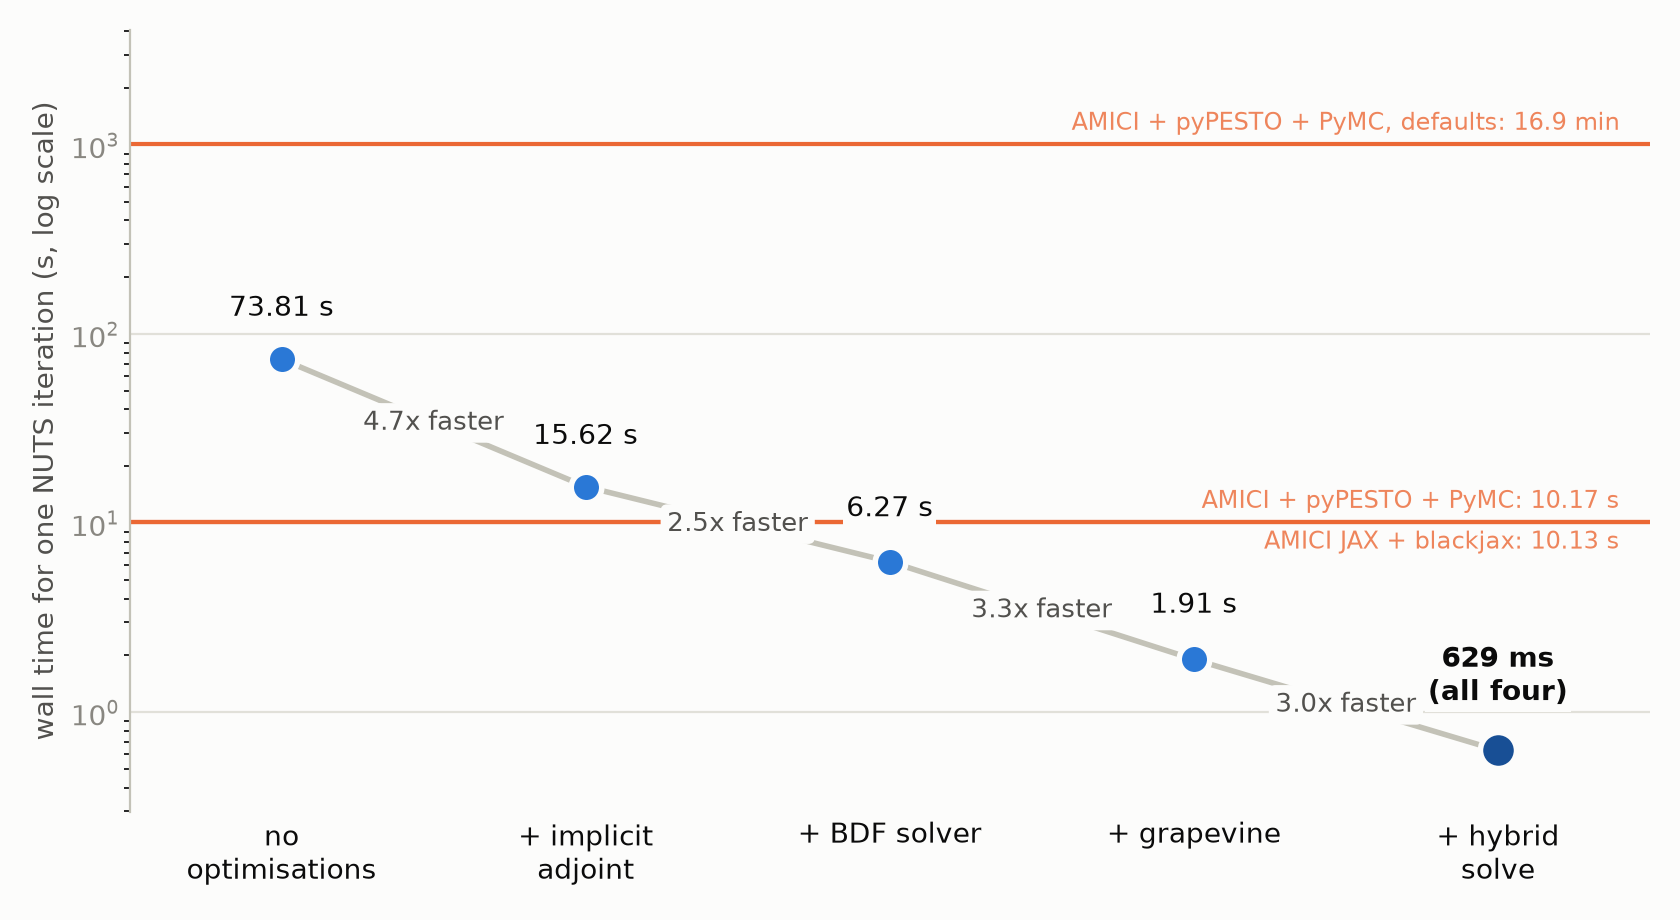 wall time for one NUTS iteration (s, log scale)
10³
10²
10¹
10⁰
AMICI + pyPESTO + PyMC, defaults: 16.9 min
73.81 s
4.7x faster
15.62 s
2.5x faster
6.27 s
AMICI + pyPESTO + PyMC: 10.17 s
AMICI JAX + blackjax: 10.13 s
3.3x faster
1.91 s
3.0x faster
629 ms
(all four)
no
optimisations
+ implicit
adjoint
+ BDF solver
+ grapevine
+ hybrid
solve